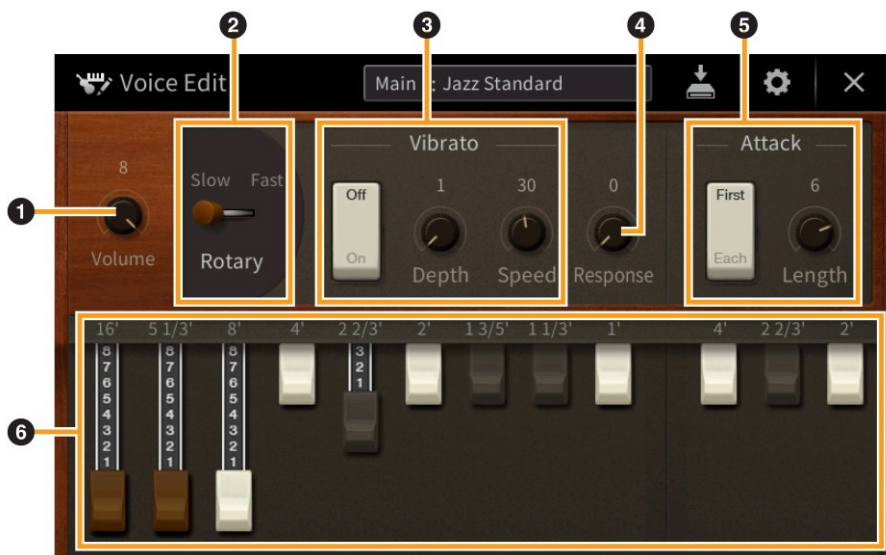 2 3 4 5
Voice Edit Main : Jazz Standard
Vibrato Attack
8 Slow Fast Off 1 30 0 First 6
1
On Each
Volume Rotary Depth Speed Response Length
16' 5 1/3' 8' 4' 2 2/3' 2' 1 3/5' 1 1/3' 1' 4' 2 2/3' 2'
8 8 8 3
7 7 7 2
6 6 6 1
5 5 5
4 4 4
3 3 3
2 2 2
1 1 1
6